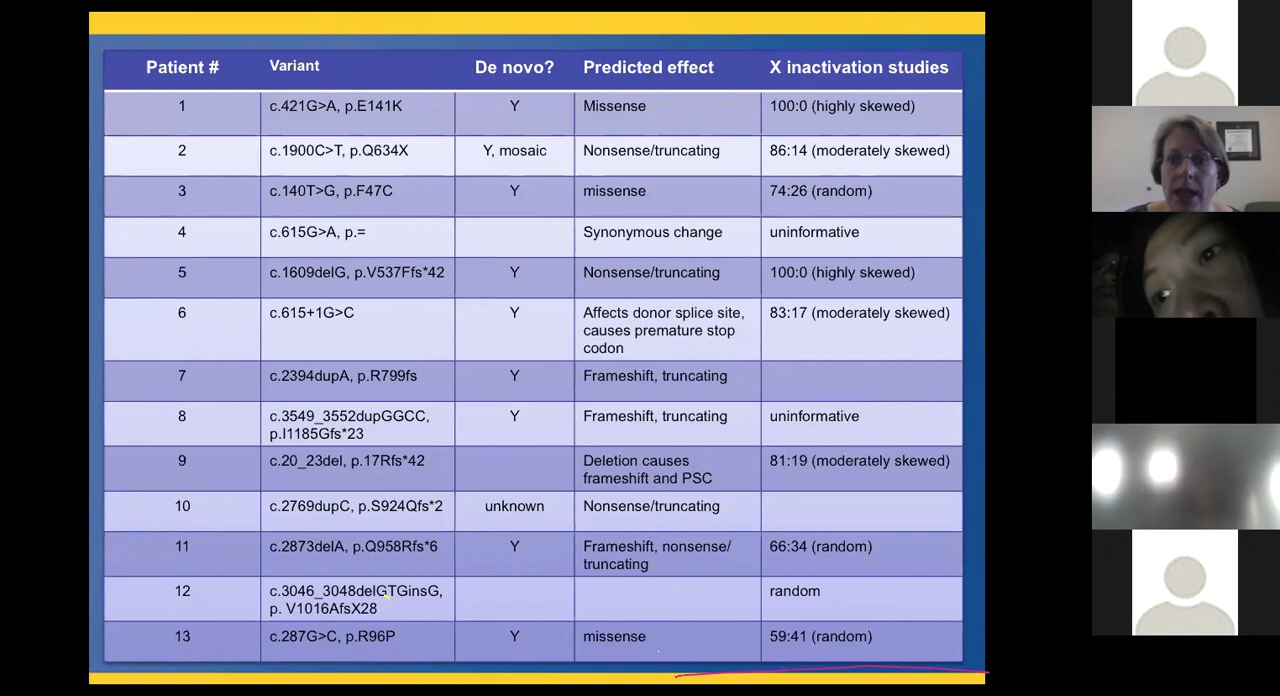 Patient # Variant De novo? Predicted effect X inactivation studies
1 c.421G>A, p.E141K Y Missense 100:0 (highly skewed)
2 c.1900C>T, p.Q634X Y, mosaic Nonsense/truncating 86:14 (moderately skewed)
3 c.140T>G, p.F47C Y missense 74:26 (random)
4 c.615G>A, p.= Synonymous change uninformative
5 c.1609delG, p.V537Ffs*42 Y Nonsense/truncating 100:0 (highly skewed)
6 c.615+1G>C Y Affects donor splice site, 83:17 (moderately skewed)
causes premature stop
codon
7 c.2394dupA, p.R799fs Y Frameshift, truncating
8 c.3549_3552dupGGCC, Y Frameshift, truncating uninformative
p.I1185Gfs*23
9 c.20_23del, p.17Rfs*42 Deletion causes 81:19 (moderately skewed)
frameshift and PSC
10 c.2769dupC, p.S924Qfs*2 unknown Nonsense/truncating
11 c.2873delA, p.Q958Rfs*6 Y Frameshift, nonsense/ 66:34 (random)
truncating
12 c.3046_3048delGTGinsG, random
p. V1016AfsX28
13 c.287G>C, p.R96P Y missense 59:41 (random)